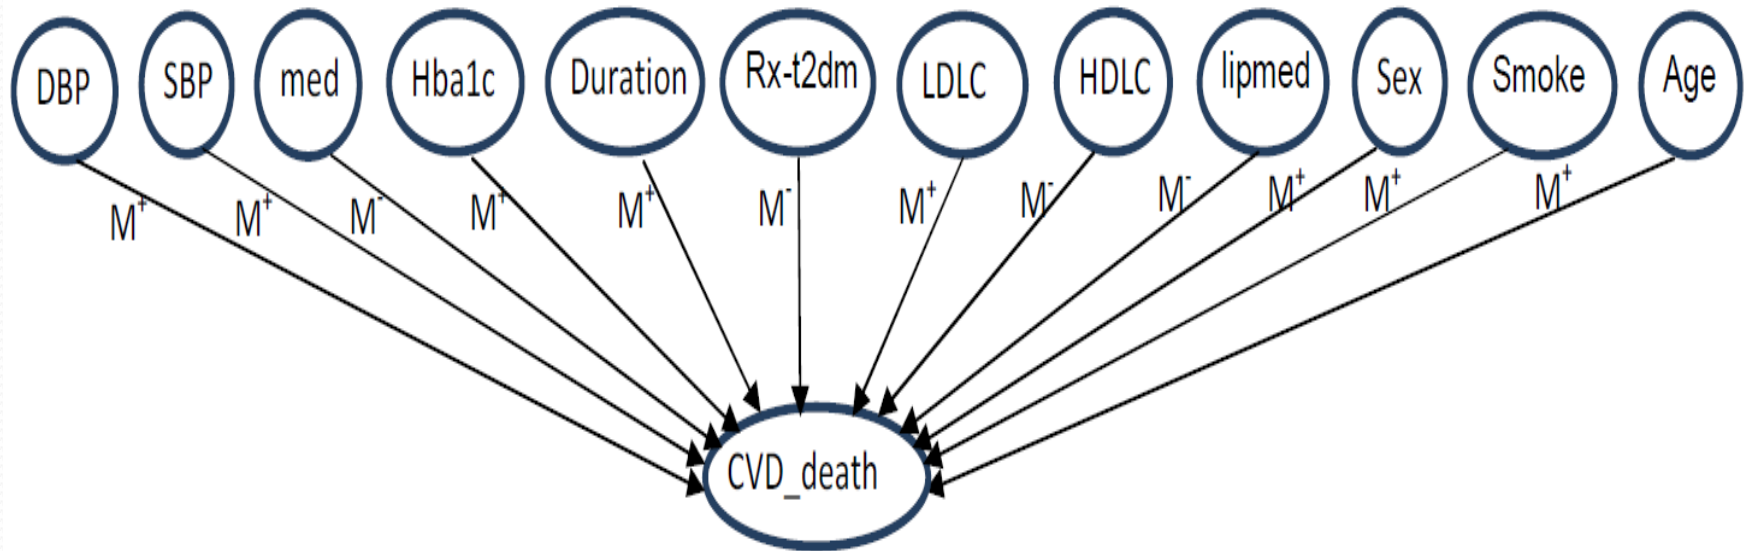 DBP SBP med Hba1c Duration Rx-t2dm LDLC HDLC lipmed Sex Smoke Age
M+ M+ M- M+ M+ M- M+ M- M- M+ M+ M+
CVD_death